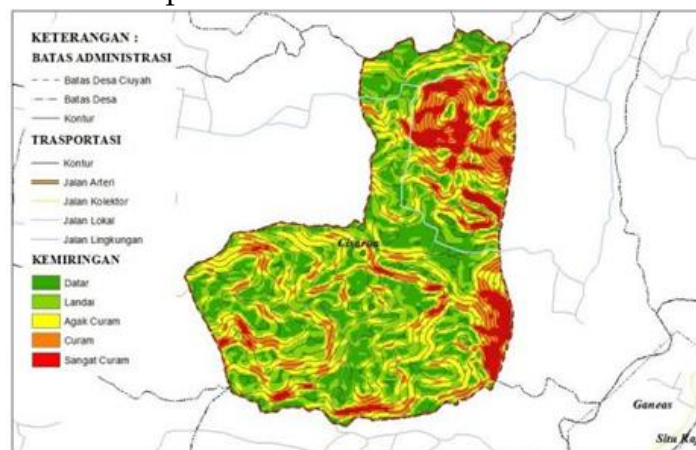 KETERANGAN :
BATAS ADMINISTRASI
Batas Desa Ciuyah
Batas Desa
Kontur
TRASPORTASI
Kontur
Jalan Arteri
Jalan Kolektor
Jalan Lokal
Jalan Lingkungan
KEMIRINGAN
Datar
Landai
Agak Curam
Curam
Sangat Curam
Cisarua
Ganeas
Situ